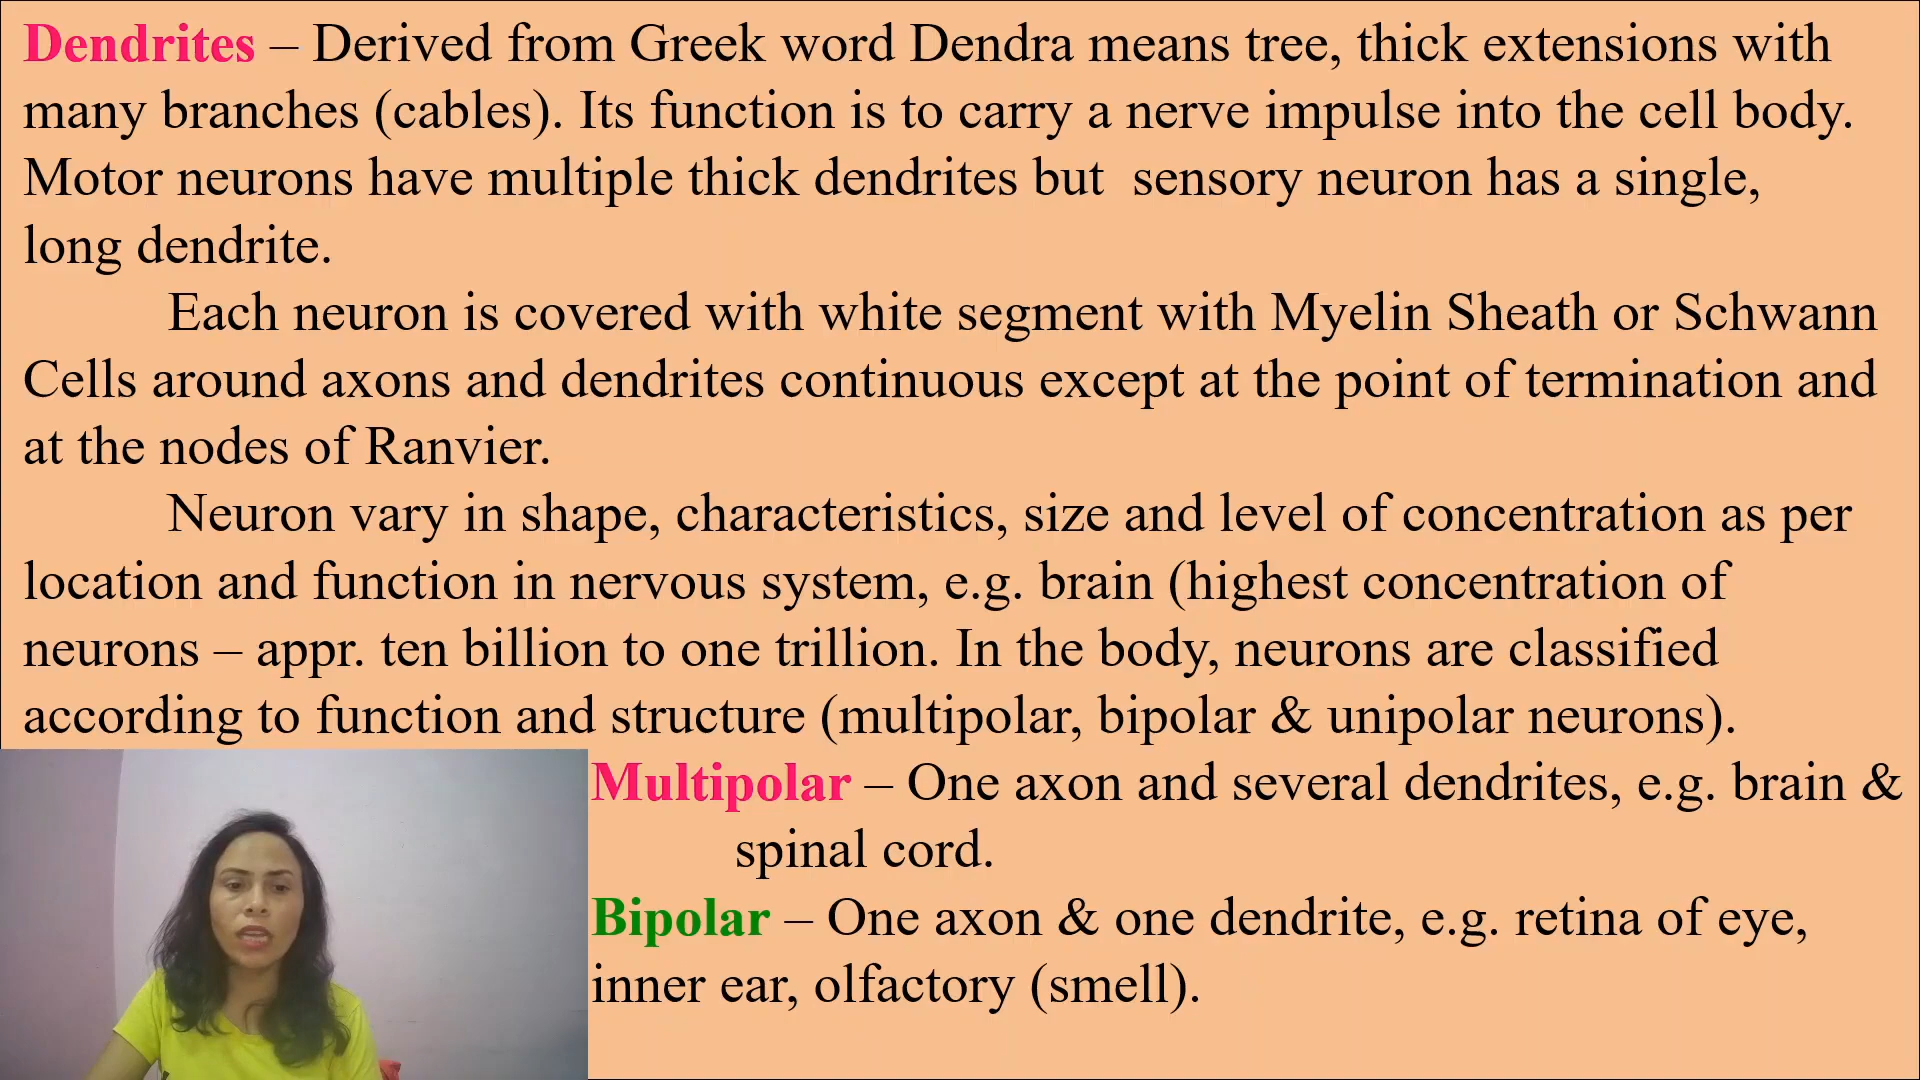 Dendrites – Derived from Greek word Dendra means tree, thick extensions with
many branches (cables). Its function is to carry a nerve impulse into the cell body.
Motor neurons have multiple thick dendrites but  sensory neuron has a single,
long dendrite.
Each neuron is covered with white segment with Myelin Sheath or Schwann
Cells around axons and dendrites continuous except at the point of termination and
at the nodes of Ranvier.
Neuron vary in shape, characteristics, size and level of concentration as per
location and function in nervous system, e.g. brain (highest concentration of
neurons – appr. ten billion to one trillion. In the body, neurons are classified
according to function and structure (multipolar, bipolar & unipolar neurons).
Multipolar – One axon and several dendrites, e.g. brain &
spinal cord.
Bipolar – One axon & one dendrite, e.g. retina of eye,
inner ear, olfactory (smell).